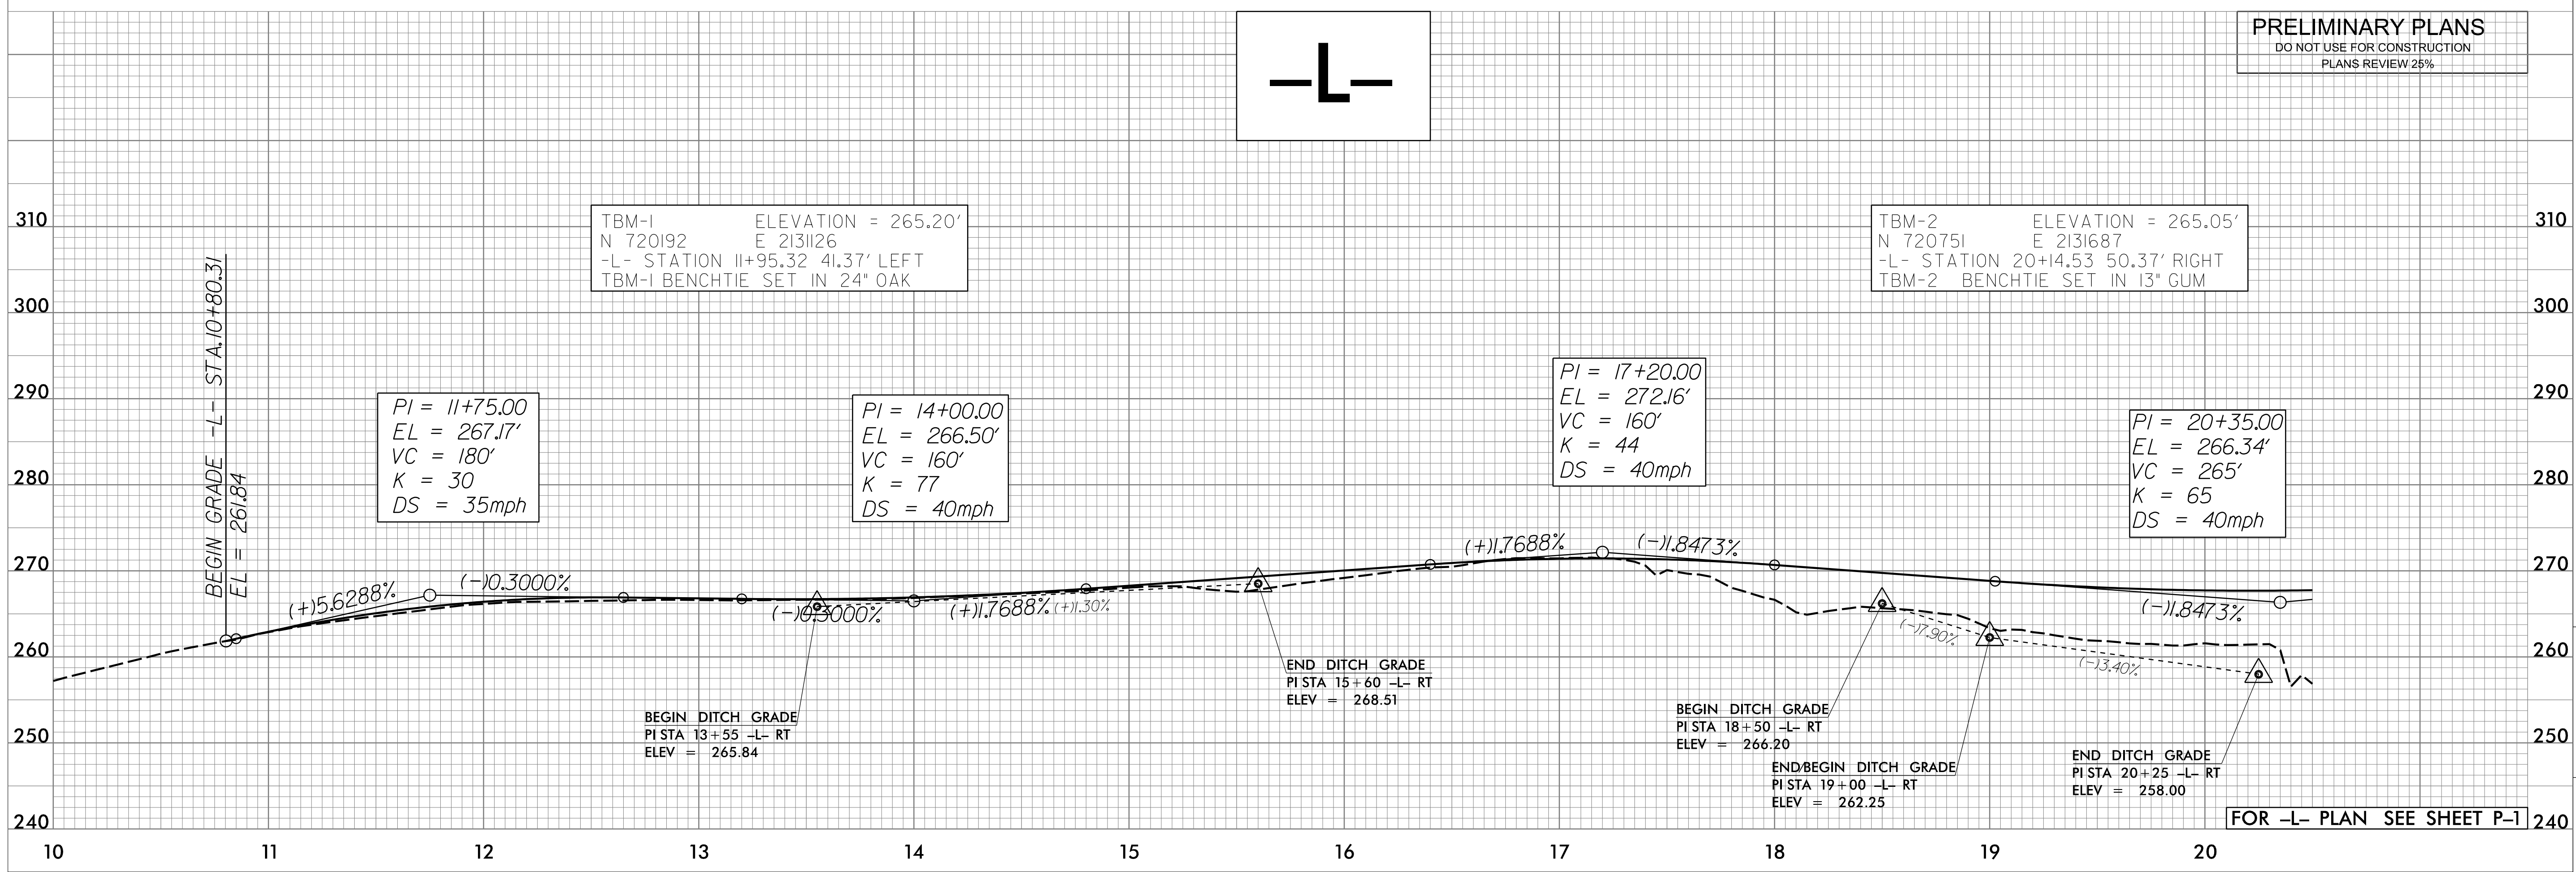 –L–
PRELIMINARY PLANS
DO NOT USE FOR CONSTRUCTION
PLANS REVIEW 25%
310
310
300
300
290
290
280
280
270
270
260
260
250
250
240
240
TBM-1 ELEVATION = 265.20'
N 720192 E 2131126
-L- STATION 11+95.32 41.37' LEFT
TBM-1 BENCHTIE SET IN 24" OAK
TBM-2 ELEVATION = 265.05'
N 720751 E 2131687
-L- STATION 20+14.53 50.37' RIGHT
TBM-2 BENCHTIE SET IN 13" GUM
BEGIN GRADE -L- STA.10+80.31
EL = 261.84
PI = 11+75.00
EL = 267.17'
VC = 180'
K = 30
DS = 35mph
PI = 14+00.00
EL = 266.50'
VC = 160'
K = 77
DS = 40mph
PI = 17+20.00
EL = 272.16'
VC = 160'
K = 44
DS = 40mph
PI = 20+35.00
EL = 266.34'
VC = 265'
K = 65
DS = 40mph
(+)5.6288%
(-)0.3000%
(-)0.3000%
(+)1.7688%
(+)1.30%
(+)1.7688%
(-)1.8473%
(-)7.90%
(-)3.40%
(-)1.8473%
BEGIN DITCH GRADE
PI STA 13+55 –L– RT
ELEV = 265.84
END DITCH GRADE
PI STA 15+60 –L– RT
ELEV = 268.51
BEGIN DITCH GRADE
PI STA 18+50 –L– RT
ELEV = 266.20
END/BEGIN DITCH GRADE
PI STA 19+00 –L– RT
ELEV = 262.25
END DITCH GRADE
PI STA 20+25 –L– RT
ELEV = 258.00
FOR –L– PLAN SEE SHEET P–1
10 11 12 13 14 15 16 17 18 19 20